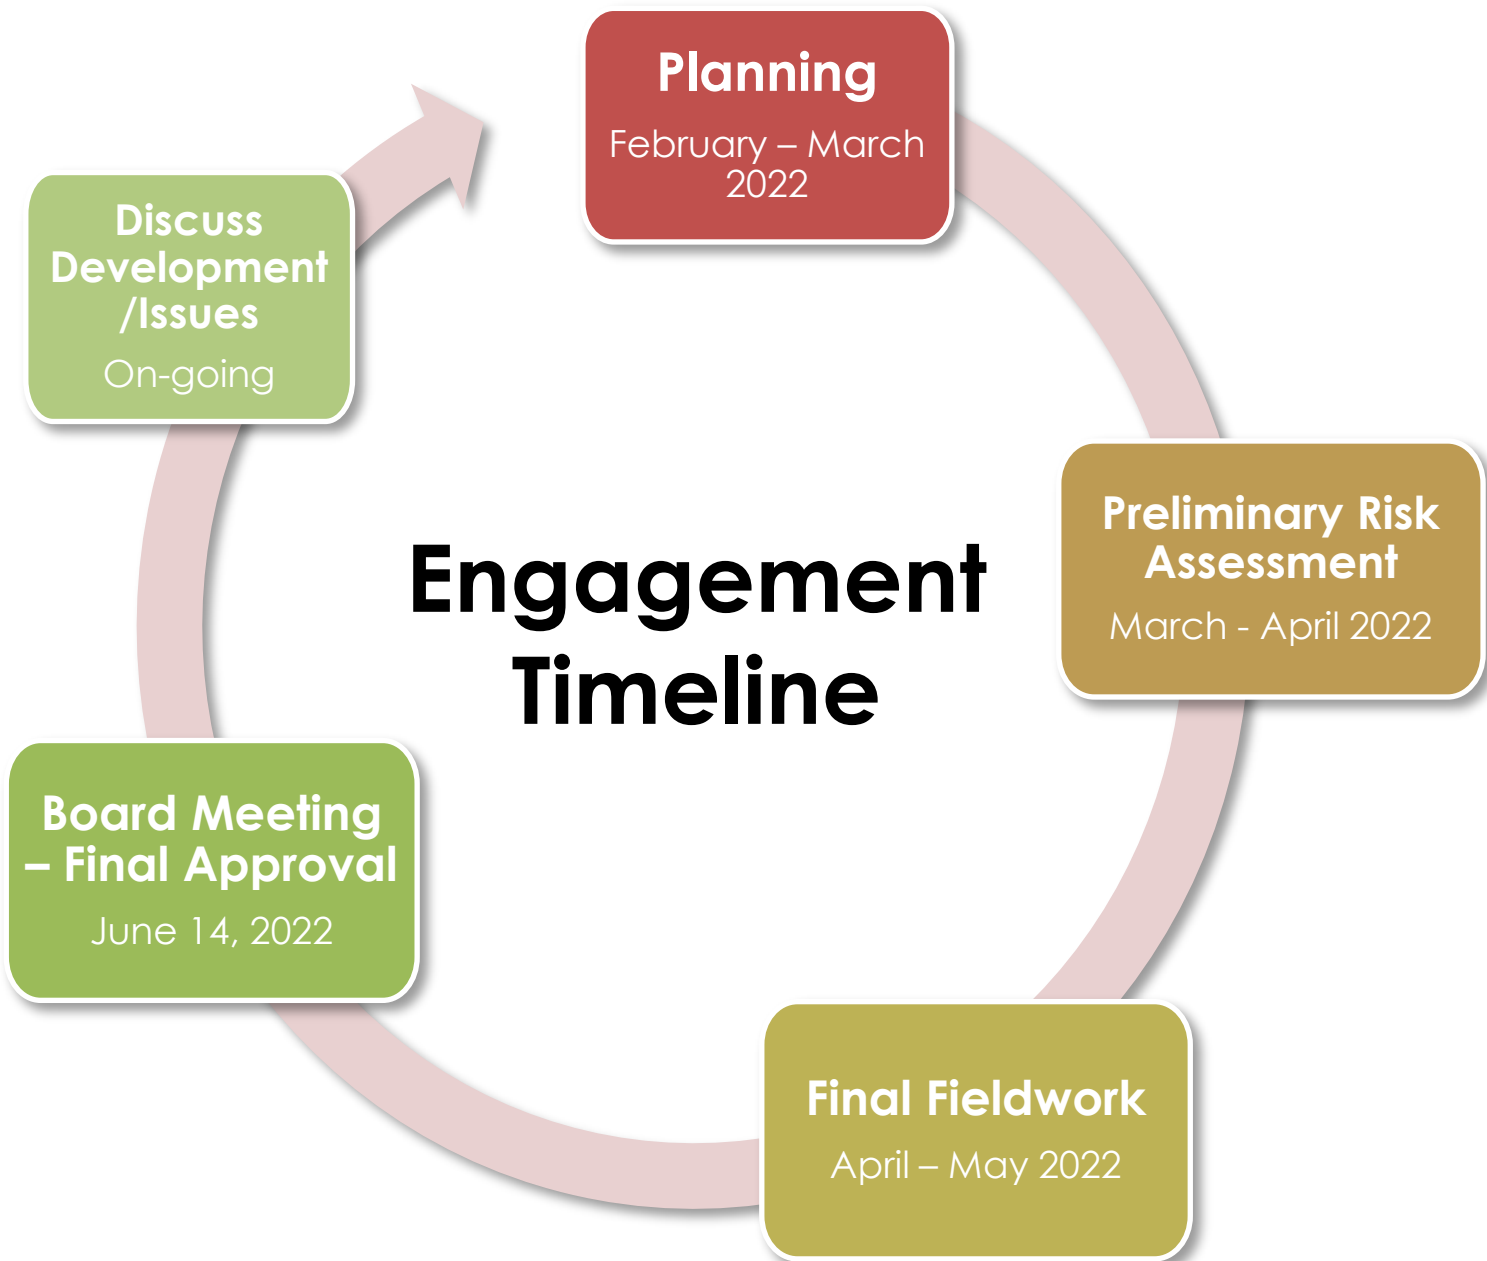 Planning
February – March
2022
Discuss
Development
/Issues
On-going
Preliminary Risk
Assessment
March - April 2022
Engagement
Timeline
Board Meeting
– Final Approval
June 14, 2022
Final Fieldwork
April – May 2022